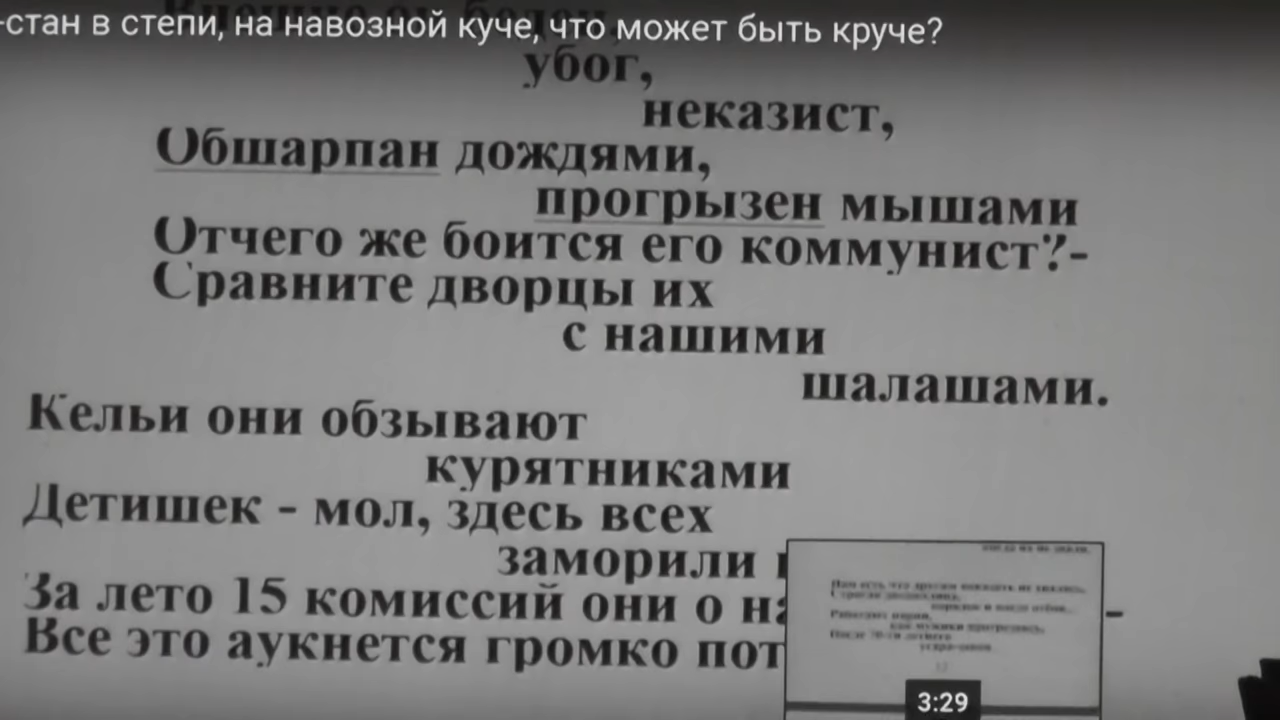 -стан в степи, на навозной куче, что может быть круче?
убог,
неказист,
Обшарпан дождями,
прогрызен мышами
Отчего же боится его коммунист?-
Сравните дворцы их
с нашими
шалашами.
Кельи они обзывают
курятниками
Детишек - мол, здесь всех
заморили
За лето 15 комиссий они о
Все это аукнется громко
3:29